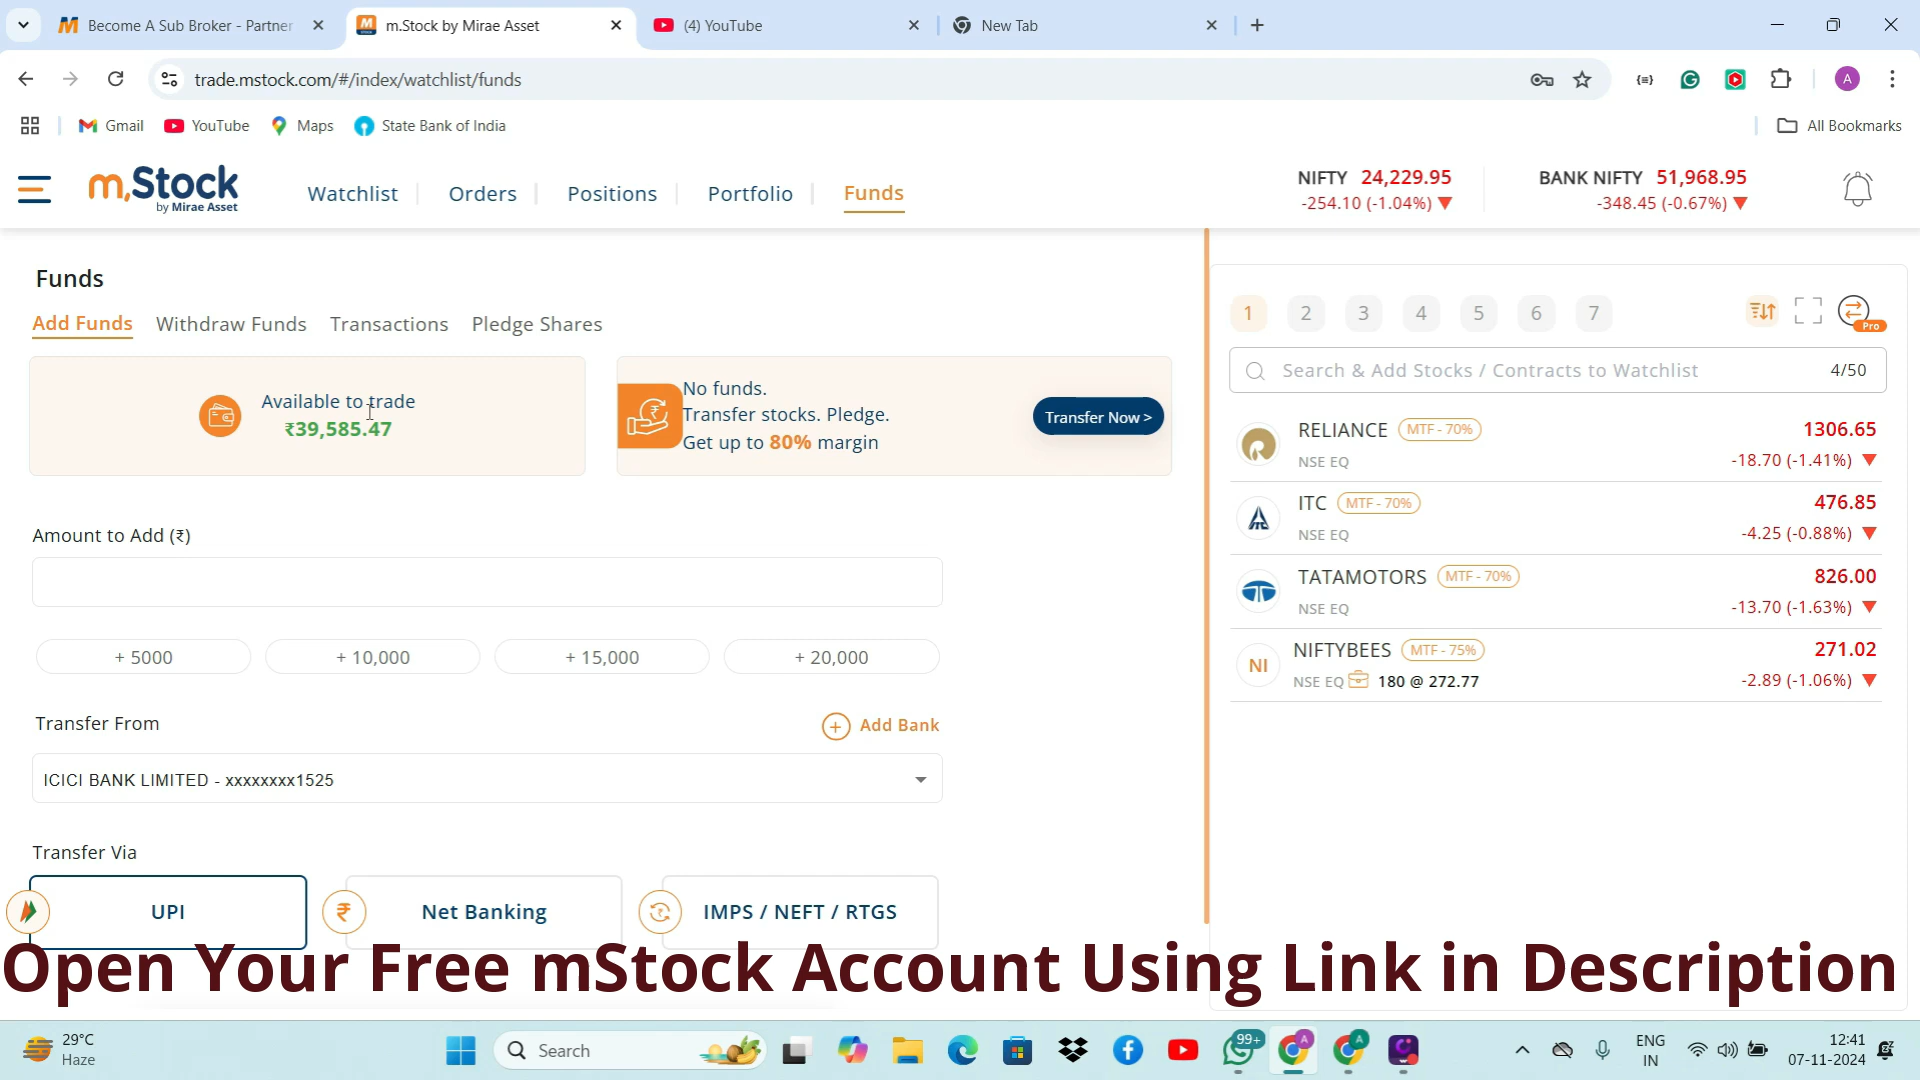 Become A Sub Broker - Partner
m.Stock by Mirae Asset
(4) YouTube
New Tab
trade.mstock.com/#/index/watchlist/funds
A
Gmail
YouTube
Maps
State Bank of India
All Bookmarks
m.Stock
by Mirae Asset
Watchlist
Orders
Positions
Portfolio
Funds
NIFTY 24,229.95
-254.10 (-1.04%)
BANK NIFTY 51,968.95
-348.45 (-0.67%)
Funds
Add Funds
Withdraw Funds
Transactions
Pledge Shares
Available to trade
₹39,585.47
No funds.
Transfer stocks. Pledge.
Get up to 80% margin
Transfer Now >
Amount to Add (₹)
+ 5000
+ 10,000
+ 15,000
+ 20,000
Transfer From
Add Bank
ICICI BANK LIMITED - xxxxxxxx1525
Transfer Via
UPI
Net Banking
IMPS / NEFT / RTGS
1 2 3 4 5 6 7
Pro
Search & Add Stocks / Contracts to Watchlist 4/50
RELIANCE MTF - 70% 1306.65
NSE EQ -18.70 (-1.41%)
ITC MTF - 70% 476.85
NSE EQ -4.25 (-0.88%)
TATAMOTORS MTF - 70% 826.00
NSE EQ -13.70 (-1.63%)
NI
NIFTYBEES MTF - 75% 271.02
NSE EQ 180 @ 272.77 -2.89 (-1.06%)
Open Your Free mStock Account Using Link in Description
29°C
Haze
Search
99+
A
A
ENG
IN
12:41
07-11-2024